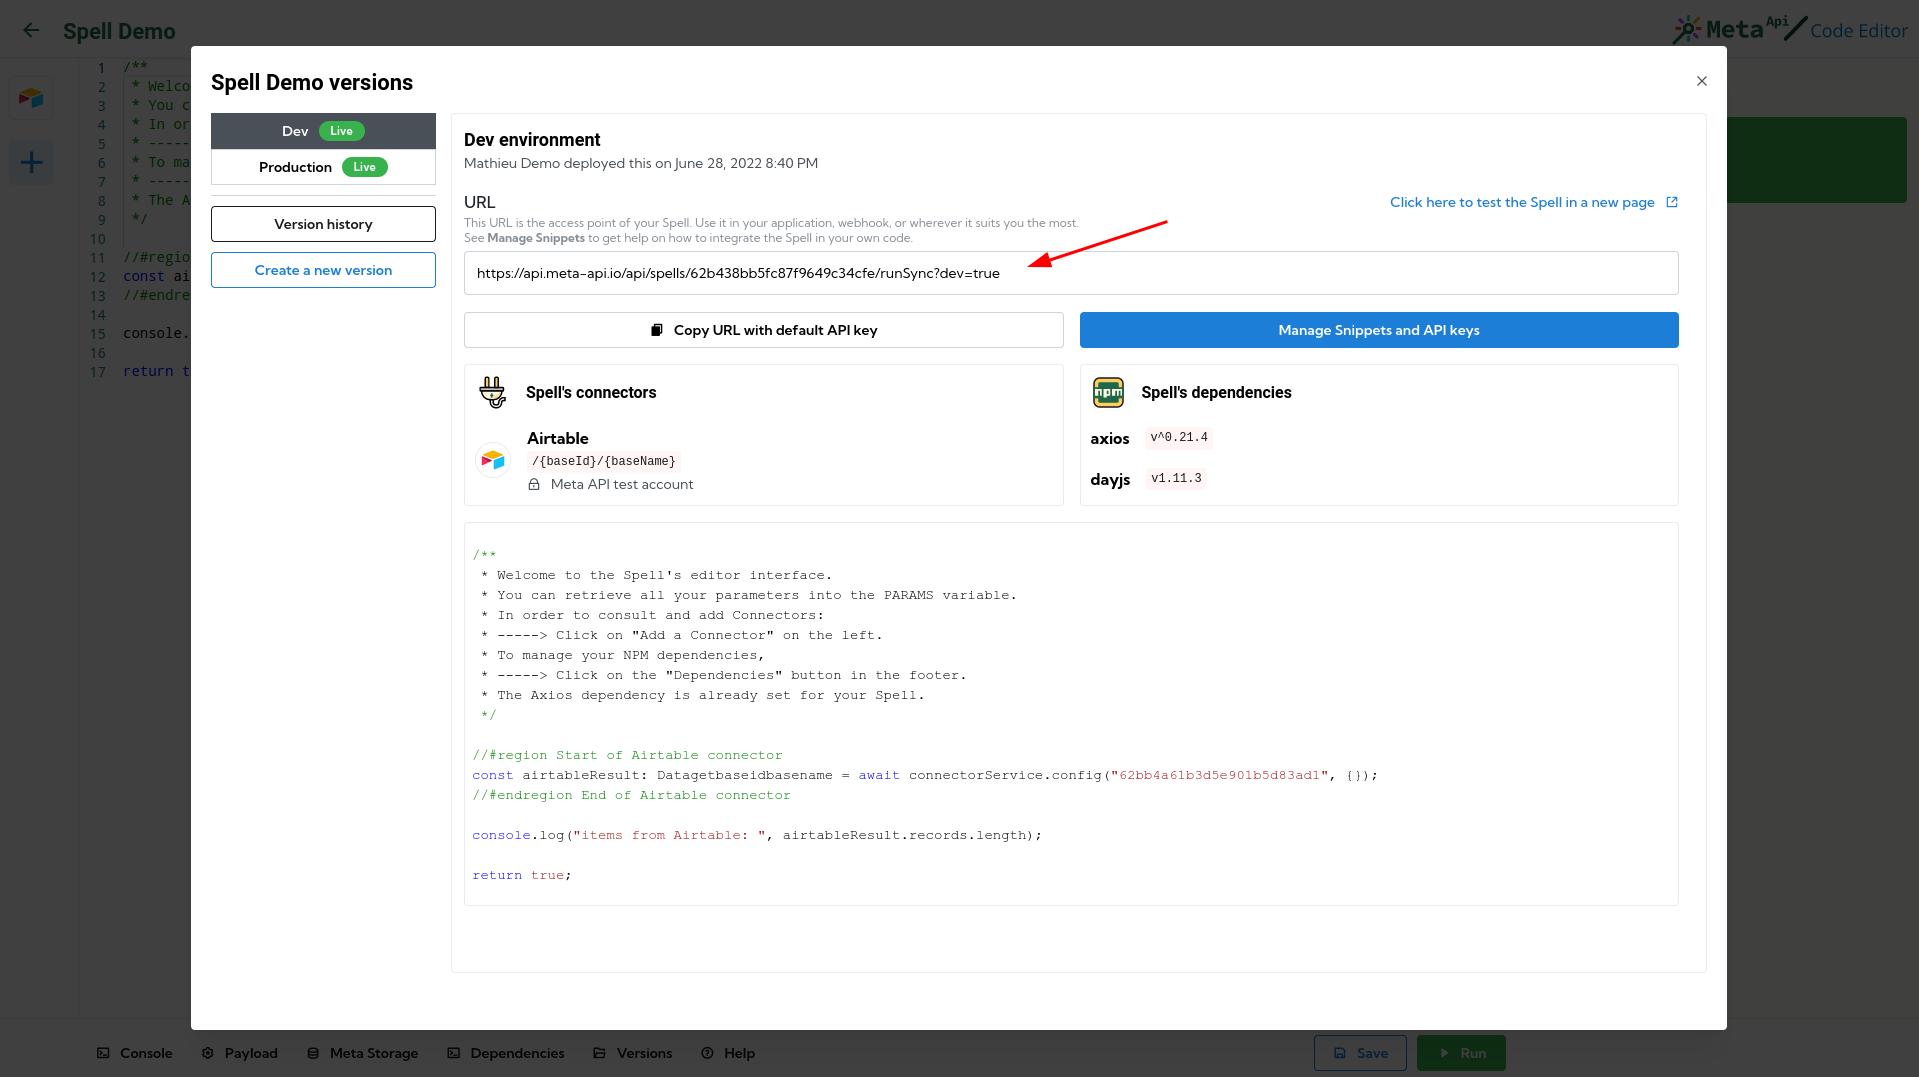 Spell Demo
Meta Api / Code Editor
1 /**
2 * Welco
3 * You c
4 * In or
5 * -----
6 * To ma
7 * -----
8 * The A
9 */
10
11 //#regio
12 const ai
13 //#endre
14
15 console.
16
17 return t
Spell Demo versions
Dev Live
Production Live
Version history
Create a new version
Dev environment
Mathieu Demo deployed this on June 28, 2022 8:40 PM
URL
Click here to test the Spell in a new page
This URL is the access point of your Spell. Use it in your application, webhook, or wherever it suits you the most.
See Manage Snippets to get help on how to integrate the Spell in your own code.
https://api.meta-api.io/api/spells/62b438bb5fc87f9649c34cfe/runSync?dev=true
Copy URL with default API key
Manage Snippets and API keys
Spell's connectors
Airtable
/{baseId}/{baseName}
Meta API test account
npm
Spell's dependencies
axios v^0.21.4
dayjs v1.11.3
/**
* Welcome to the Spell's editor interface.
* You can retrieve all your parameters into the PARAMS variable.
* In order to consult and add Connectors:
* -----> Click on "Add a Connector" on the left.
* To manage your NPM dependencies,
* -----> Click on the "Dependencies" button in the footer.
* The Axios dependency is already set for your Spell.
*/
//#region Start of Airtable connector
const airtableResult: Datagetbaseidbasename = await connectorService.config("62bb4a61b3d5e901b5d83ad1", {});
//#endregion End of Airtable connector
console.log("items from Airtable: ", airtableResult.records.length);
return true;
Console Payload Meta Storage Dependencies Versions Help
Save Run